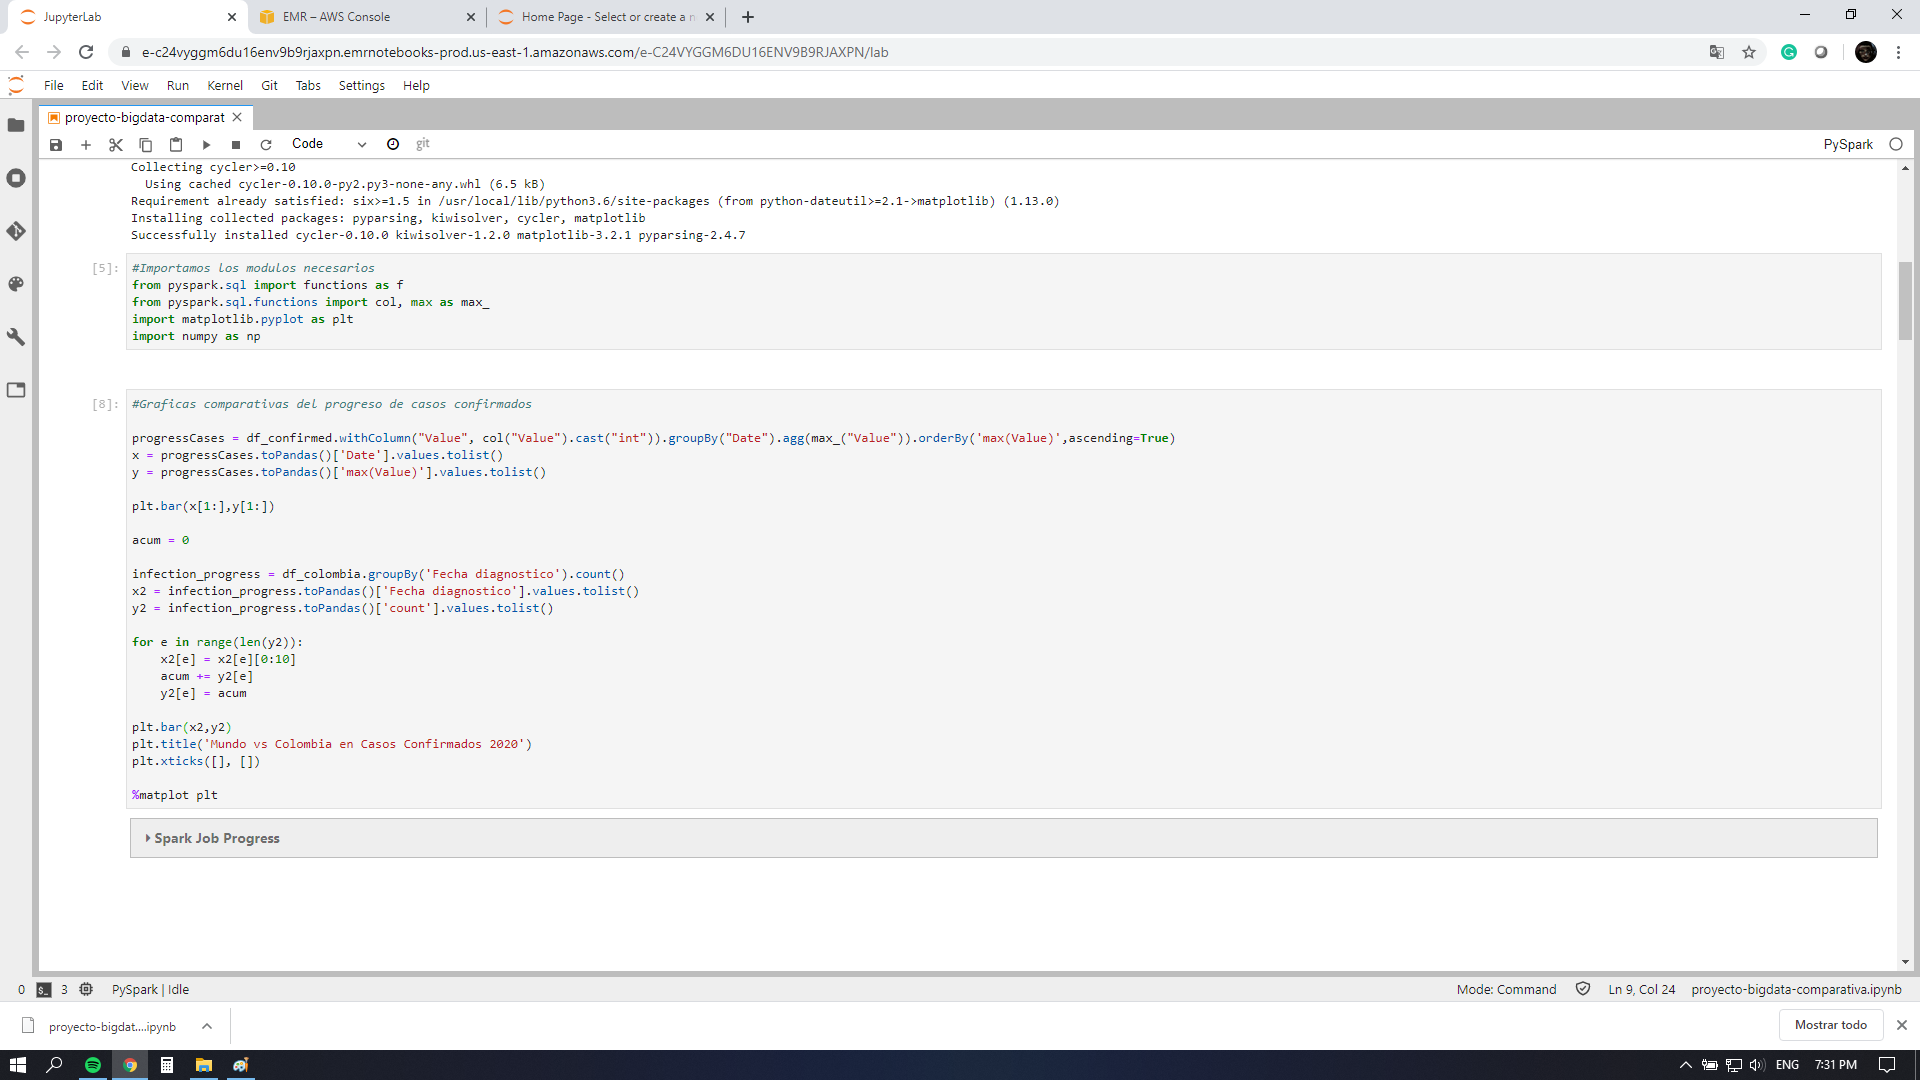 JupyterLab
EMR – AWS Console
Home Page - Select or create a n
e-c24vyggm6du16env9b9rjaxpn.emrnotebooks-prod.us-east-1.amazonaws.com/e-C24VYGGM6DU16ENV9B9RJAXPN/lab
File Edit View Run Kernel Git Tabs Settings Help
proyecto-bigdata-comparat
Code
git
PySpark
Collecting cycler>=0.10
  Using cached cycler-0.10.0-py2.py3-none-any.whl (6.5 kB)
Requirement already satisfied: six>=1.5 in /usr/local/lib/python3.6/site-packages (from python-dateutil>=2.1->matplotlib) (1.13.0)
Installing collected packages: pyparsing, kiwisolver, cycler, matplotlib
Successfully installed cycler-0.10.0 kiwisolver-1.2.0 matplotlib-3.2.1 pyparsing-2.4.7
[5]: #Importamos los modulos necesarios
from pyspark.sql import functions as f
from pyspark.sql.functions import col, max as max_
import matplotlib.pyplot as plt
import numpy as np
[8]: #Graficas comparativas del progreso de casos confirmados
progressCases = df_confirmed.withColumn("Value", col("Value").cast("int")).groupBy("Date").agg(max_("Value")).orderBy('max(Value)',ascending=True)
x = progressCases.toPandas()['Date'].values.tolist()
y = progressCases.toPandas()['max(Value)'].values.tolist()
plt.bar(x[1:],y[1:])
acum = 0
infection_progress = df_colombia.groupBy('Fecha diagnostico').count()
x2 = infection_progress.toPandas()['Fecha diagnostico'].values.tolist()
y2 = infection_progress.toPandas()['count'].values.tolist()
for e in range(len(y2)):
    x2[e] = x2[e][0:10]
    acum += y2[e]
    y2[e] = acum
plt.bar(x2,y2)
plt.title('Mundo vs Colombia en Casos Confirmados 2020')
plt.xticks([], [])
%matplot plt
Spark Job Progress
0 $_ 3 PySpark | Idle
Mode: Command Ln 9, Col 24 proyecto-bigdata-comparativa.ipynb
proyecto-bigdat....ipynb
Mostrar todo
ENG 7:31 PM